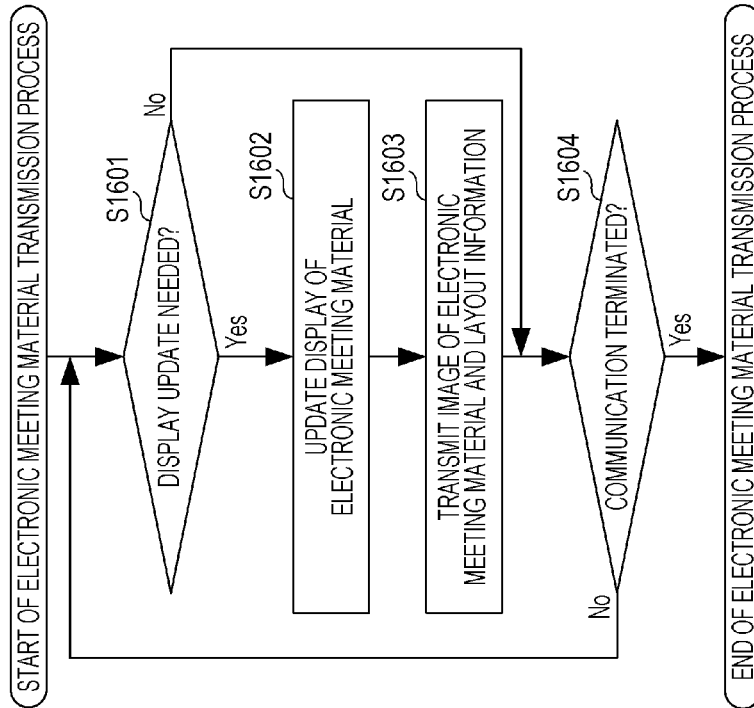 START OF ELECTRONIC MEETING MATERIAL TRANSMISSION PROCESS
S1601
DISPLAY UPDATE NEEDED?
No
Yes
S1602
UPDATE DISPLAY OF
ELECTRONIC MEETING MATERIAL
S1603
TRANSMIT IMAGE OF ELECTRONIC
MEETING MATERIAL AND LAYOUT INFORMATION
S1604
COMMUNICATION TERMINATED?
No
Yes
END OF ELECTRONIC MEETING MATERIAL TRANSMISSION PROCESS